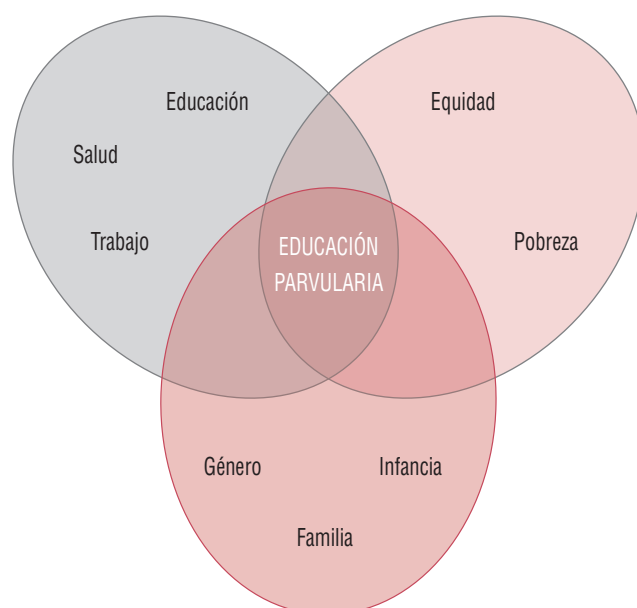 Educación
Equidad
Salud
Trabajo
Pobreza
EDUCACIÓN
PARVULARIA
Género
Infancia
Familia